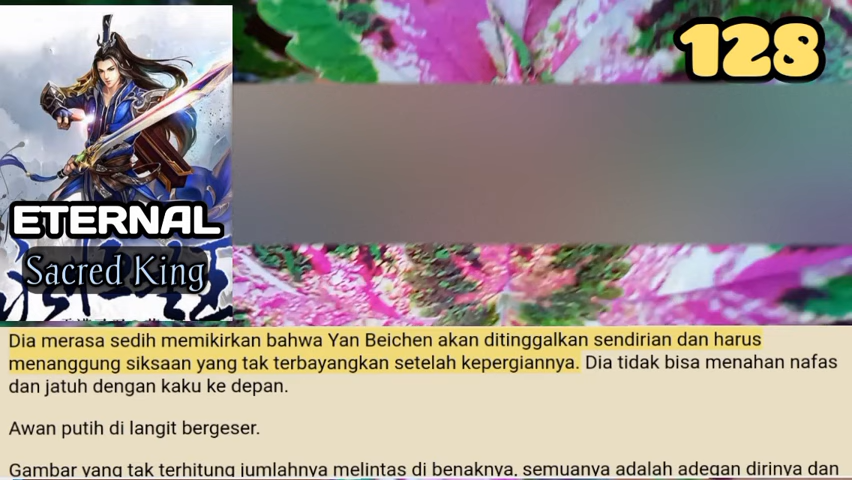 128
ETERNAL
Sacred King
Dia merasa sedih memikirkan bahwa Yan Beichen akan ditinggalkan sendirian dan harus
menanggung siksaan yang tak terbayangkan setelah kepergiannya. Dia tidak bisa menahan nafas
dan jatuh dengan kaku ke depan.
Awan putih di langit bergeser.
Gambar yang tak terhitung jumlahnya melintas di benaknya, semuanya adalah adegan dirinya dan